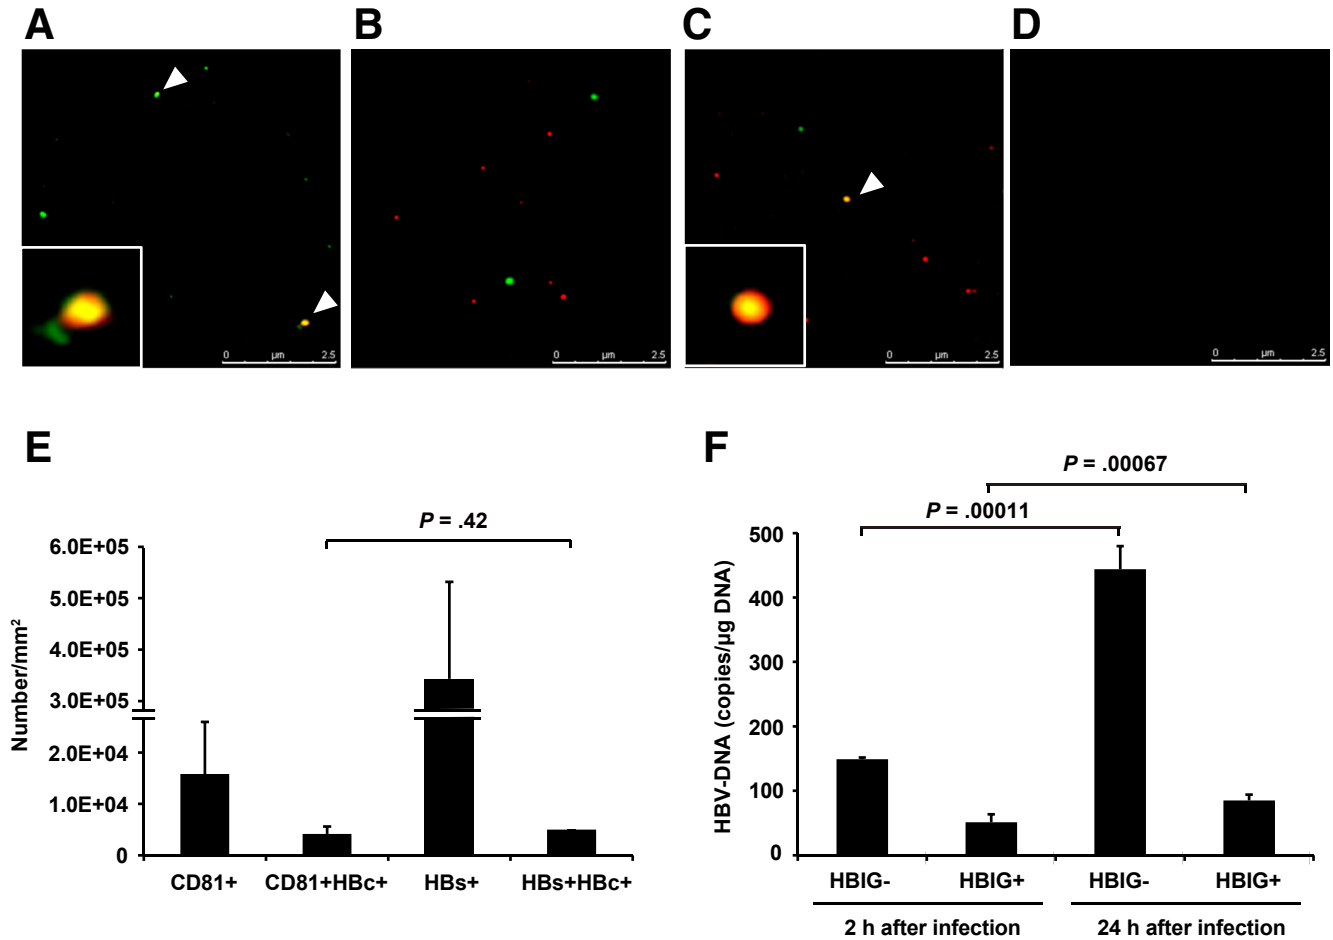 A
B
C
D
0 µm 2.5
0 µm 2.5
0 µm 2.5
0 µm 2.5
E
P = .42
Number/mm²
6.0E+05
5.0E+05
4.0E+05
3.0E+05
2.0E+04
1.0E+04
0
CD81+ CD81+HBc+ HBs+ HBs+HBc+
F
P = .00067
P = .00011
HBV-DNA (copies/µg DNA)
500
400
300
200
100
0
HBIG- HBIG+ HBIG- HBIG+
2 h after infection 24 h after infection